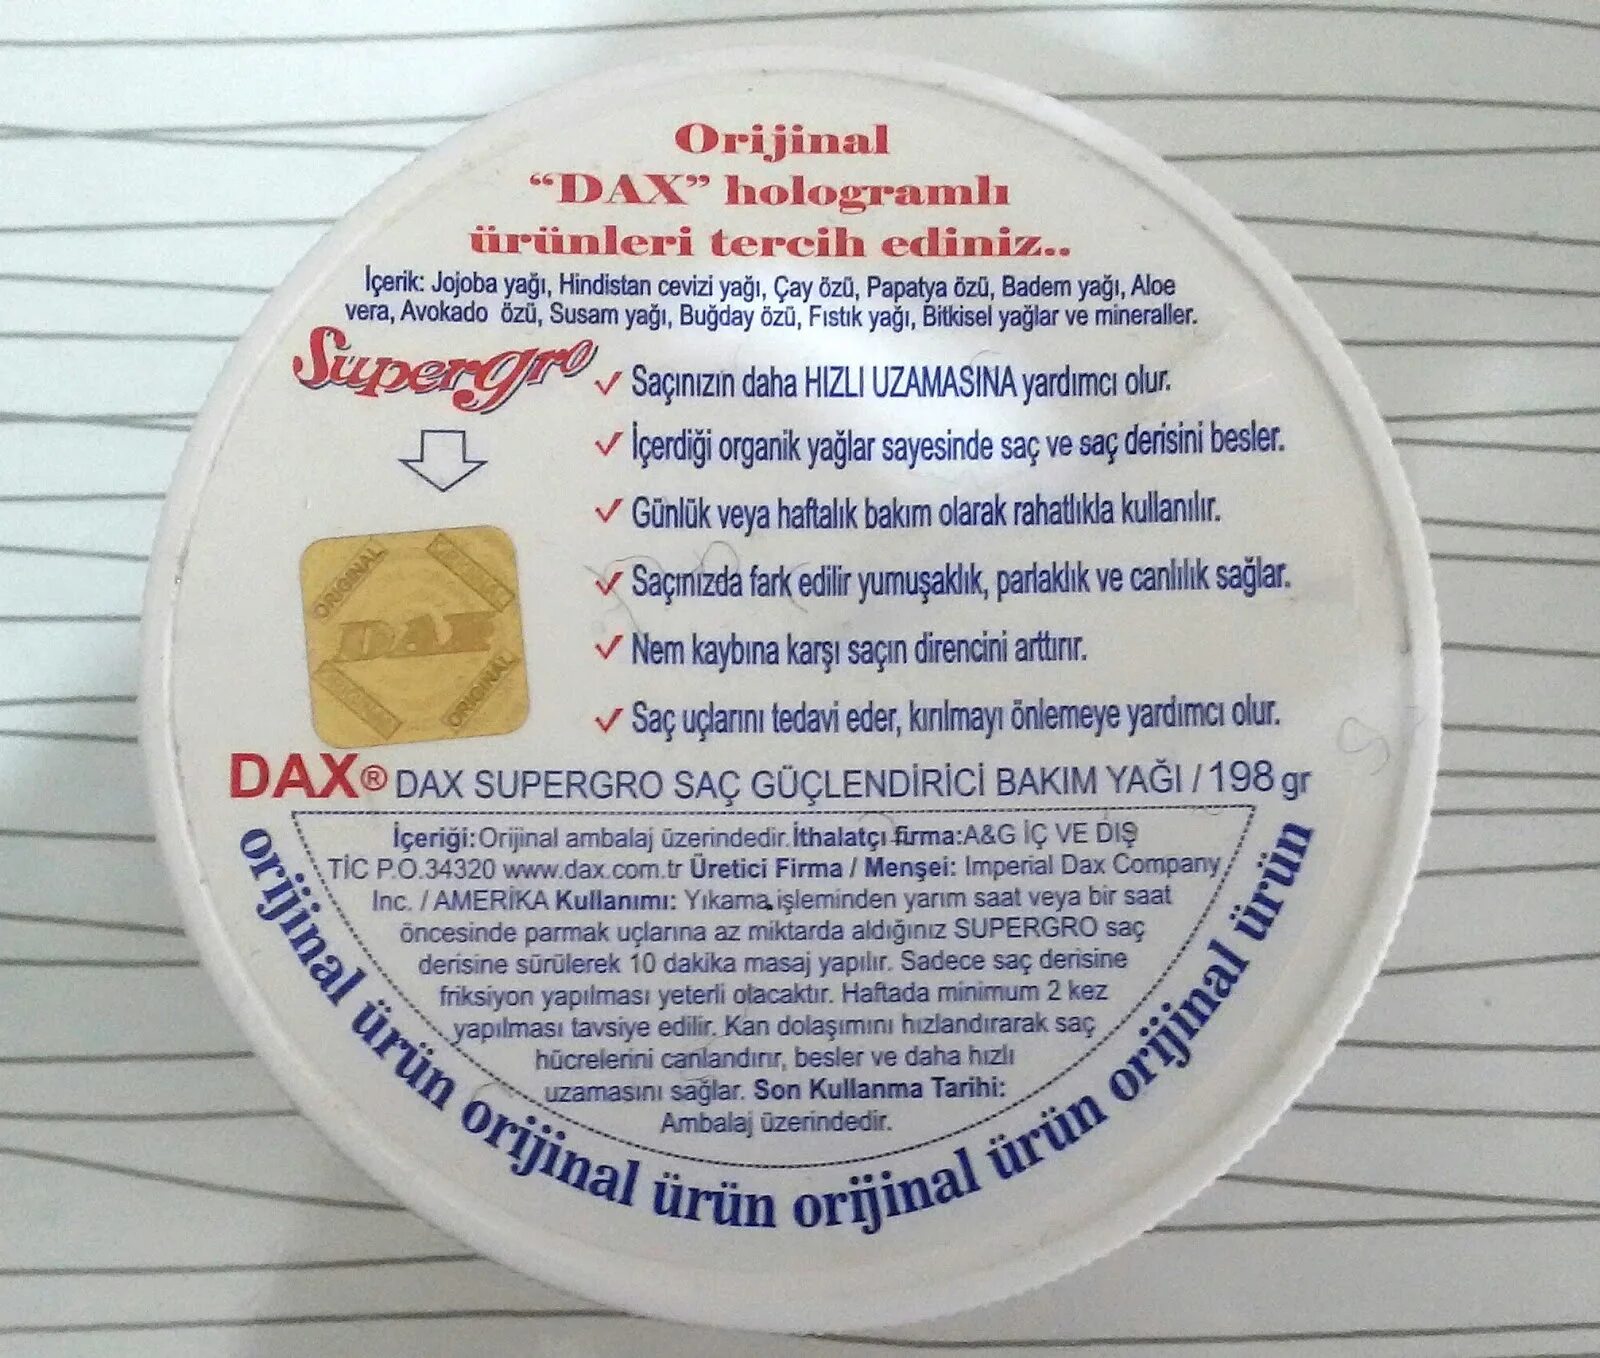 Orijinal
“DAX” hologramlı
ürünleri tercih ediniz..
İçerik: Jojoba yağı, Hindistan cevizi yağı, Çay özü, Papatya özü, Badem yağı, Aloe
vera, Avokado özü, Susam yağı, Buğday özü, Fıstık yağı, Bitkisel yağlar ve mineraller.
Supergro
✓ Saçınızın daha HIZLI UZAMASINA yardımcı olur.
✓ İçerdiği organik yağlar sayesinde saç ve saç derisini besler.
✓ Günlük veya haftalık bakım olarak rahatlıkla kullanılır.
✓ Saçınızda fark edilir yumuşaklık, parlaklık ve canlılık sağlar.
✓ Nem kaybına karşı saçın direncini arttırır.
✓ Saç uçlarını tedavi eder, kırılmayı önlemeye yardımcı olur.
ORIGINAL
ORIGINAL
DAX
ORIGINAL
ORIGINAL
DAX® DAX SUPERGRO SAÇ GÜÇLENDİRİCİ BAKIM YAĞI / 198 gr
İçeriği: Orijinal ambalaj üzerindedir. İthalatçı firma: A&G İÇ VE DIŞ
TİC P.O.34320 www.dax.com.tr Üretici Firma / Menşei: Imperial Dax Company
Inc. / AMERİKA Kullanımı: Yıkama işleminden yarım saat veya bir saat
öncesinde parmak uçlarına az miktarda aldığınız SUPERGRO saç
derisine sürülerek 10 dakika masaj yapılır. Sadece saç derisine
friksiyon yapılması yeterli olacaktır. Haftada minimum 2 kez
yapılması tavsiye edilir. Kan dolaşımını hızlandırarak saç
hücrelerini canlandırır, besler ve daha hızlı
uzamasını sağlar. Son Kullanma Tarihi:
Ambalaj üzerindedir.
orijinal ürün orijinal ürün orijinal ürün orijinal ürün